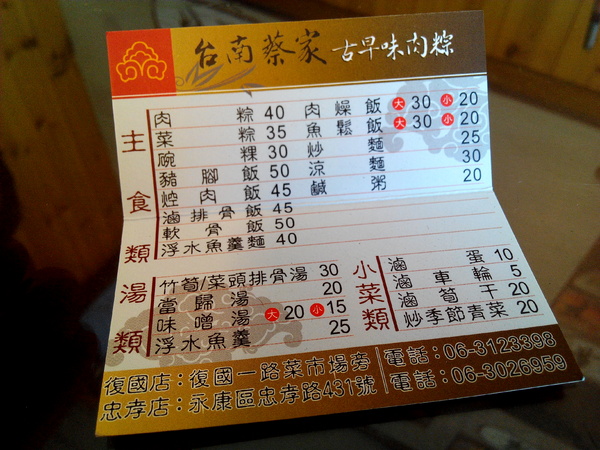 台南蔡家 古早味肉粽
主食類
肉粽 40
菜粽 35
碗粿 30
豬腳飯 50
焢肉飯 45
滷排骨飯 45
軟骨飯 50
浮水魚羹麵 40
肉燥飯 大30 小20
魚鬆飯 大30 小20
炒麵 25
涼麵 30
鹹粥 20
湯類
竹筍/菜頭排骨湯 30
當歸湯 20
味噌湯 大20 小15
浮水魚羹 25
小菜類
滷蛋 10
滷車輪 5
滷筍干 20
炒季節青菜 20
復國店：復國一路菜市場旁 電話：06-3123398
忠孝店：永康區忠孝路431號 電話：06-3026959